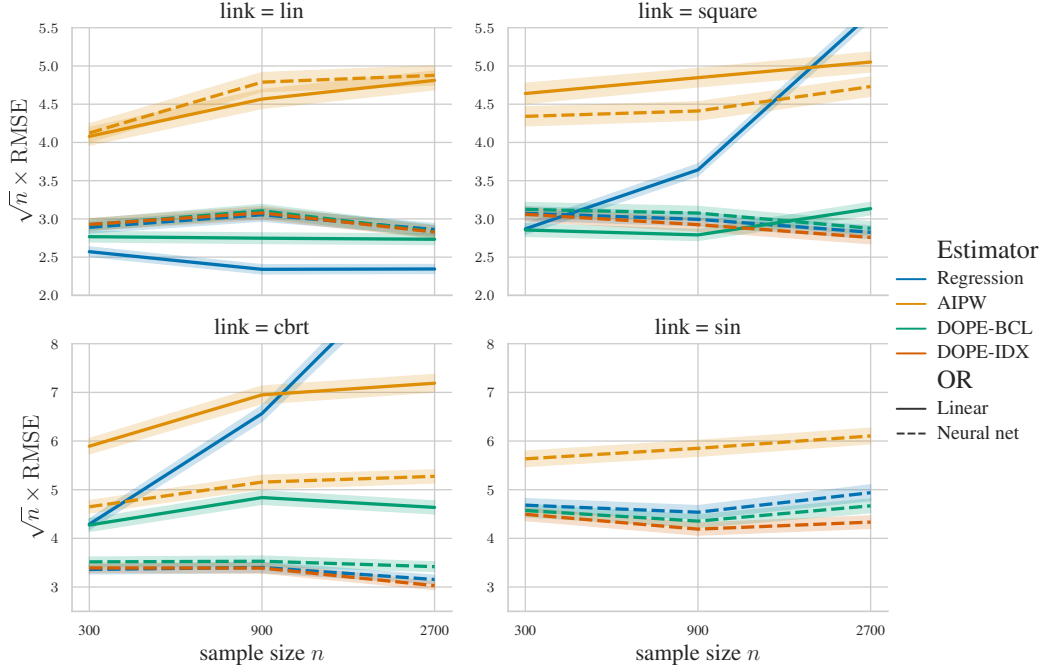 link = lin
link = square
5.5
5.0
4.5
4.0
3.5
3.0
2.5
2.0
√n × RMSE
5.5
5.0
4.5
4.0
3.5
3.0
2.5
2.0
link = cbrt
link = sin
8
7
6
5
4
3
√n × RMSE
8
7
6
5
4
3
300
900
2700
300
900
2700
sample size n
sample size n
Estimator
Regression
AIPW
DOPE-BCL
DOPE-IDX
OR
Linear
Neural net